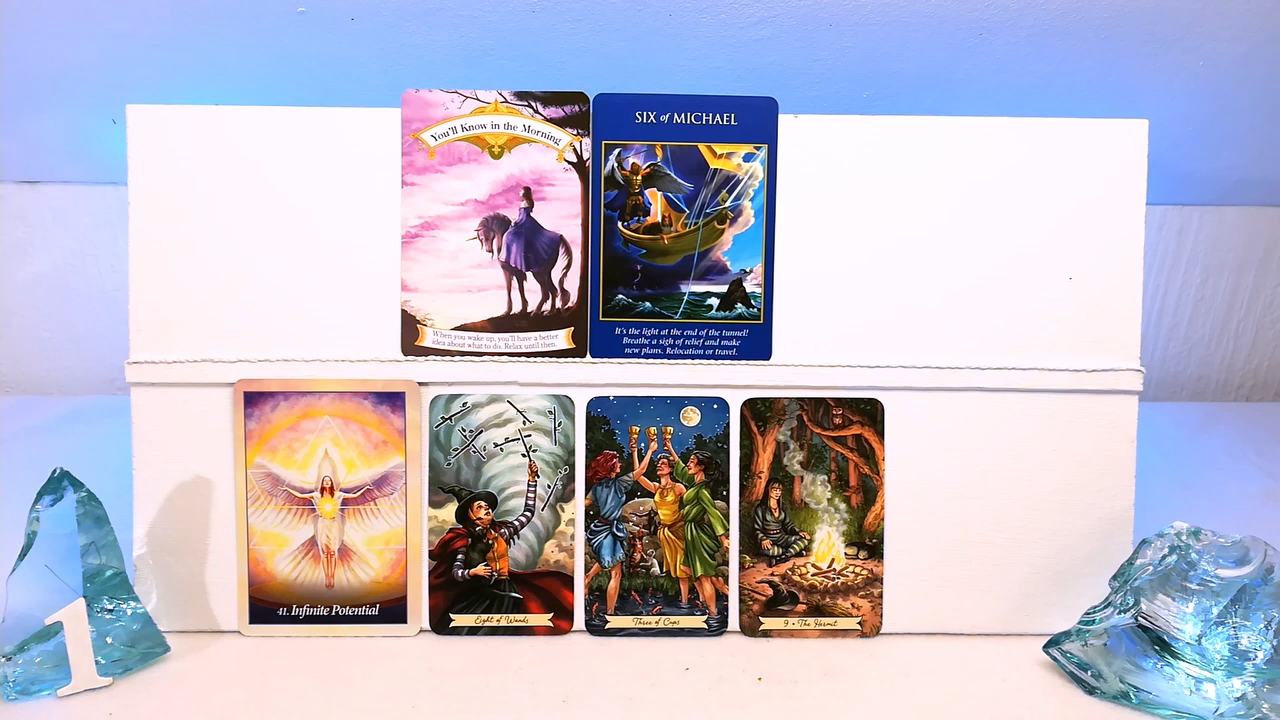 You'll Know in the Morning
When you wake up, you'll have a better
idea about what to do. Relax until then.
SIX of MICHAEL
It's the light at the end of the tunnel!
Breathe a sigh of relief and make
new plans. Relocation or travel.
41. Infinite Potential
Eight of Wands
Three of Cups
9 • The Hermit
1